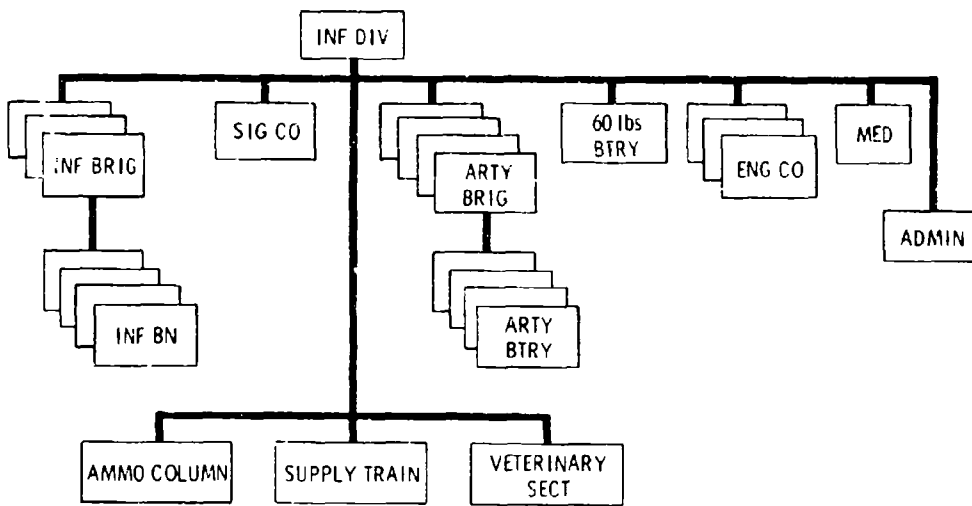 INF DIV
INF BRIG
SIG CO
ARTY
BRIG
60 lbs
BTRY
ENG CO
MED
ADMIN
INF BN
ARTY
BTRY
AMMO COLUMN
SUPPLY TRAIN
VETERINARY
SECT